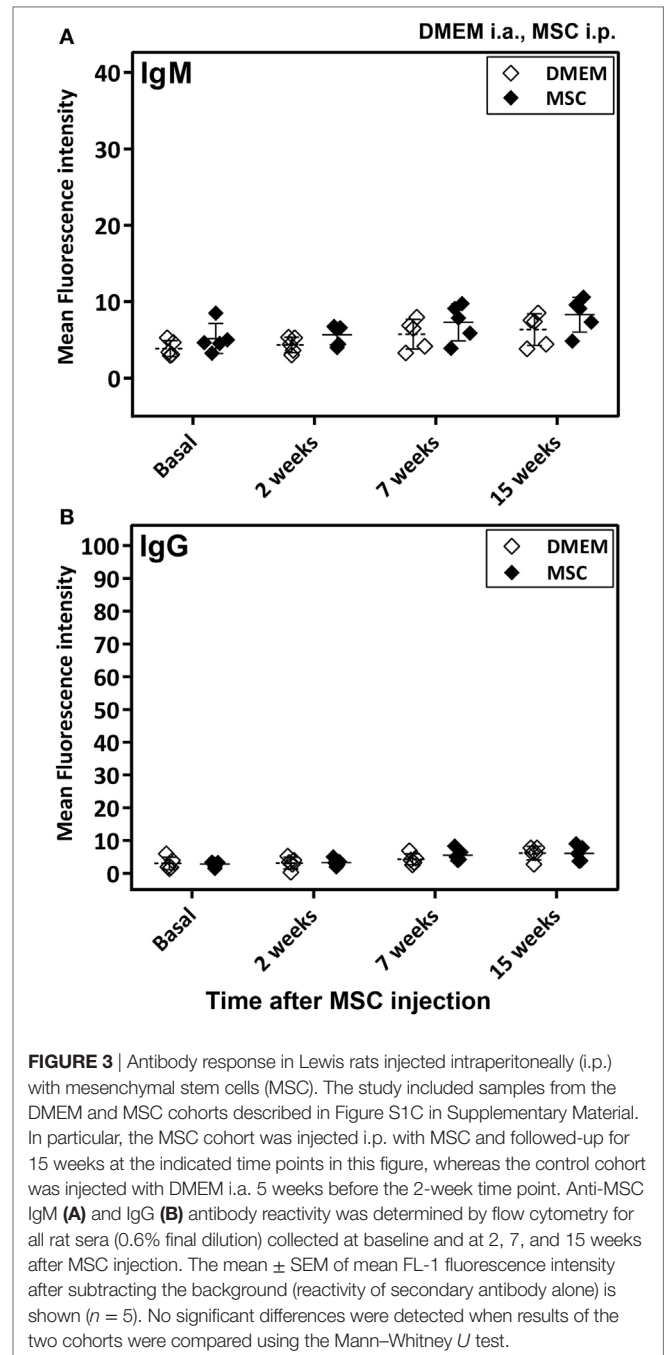 A
DMEM i.a., MSC i.p.
IgM
DMEM
MSC
Mean Fluorescence intensity
40
30
20
10
0
Basal
2 weeks
7 weeks
15 weeks
B
IgG
DMEM
MSC
Mean Fluorescence intensity
100
90
80
70
60
50
40
30
20
10
0
Basal
2 weeks
7 weeks
15 weeks
Time after MSC injection
FIGURE 3 | Antibody response in Lewis rats injected intraperitoneally (i.p.)
with mesenchymal stem cells (MSC). The study included samples from the
DMEM and MSC cohorts described in Figure S1C in Supplementary Material.
In particular, the MSC cohort was injected i.p. with MSC and followed-up for
15 weeks at the indicated time points in this figure, whereas the control cohort
was injected with DMEM i.a. 5 weeks before the 2-week time point. Anti-MSC
IgM (A) and IgG (B) antibody reactivity was determined by flow cytometry for
all rat sera (0.6% final dilution) collected at baseline and at 2, 7, and 15 weeks
after MSC injection. The mean ± SEM of mean FL-1 fluorescence intensity
after subtracting the background (reactivity of secondary antibody alone) is
shown (n = 5). No significant differences were detected when results of the
two cohorts were compared using the Mann–Whitney U test.